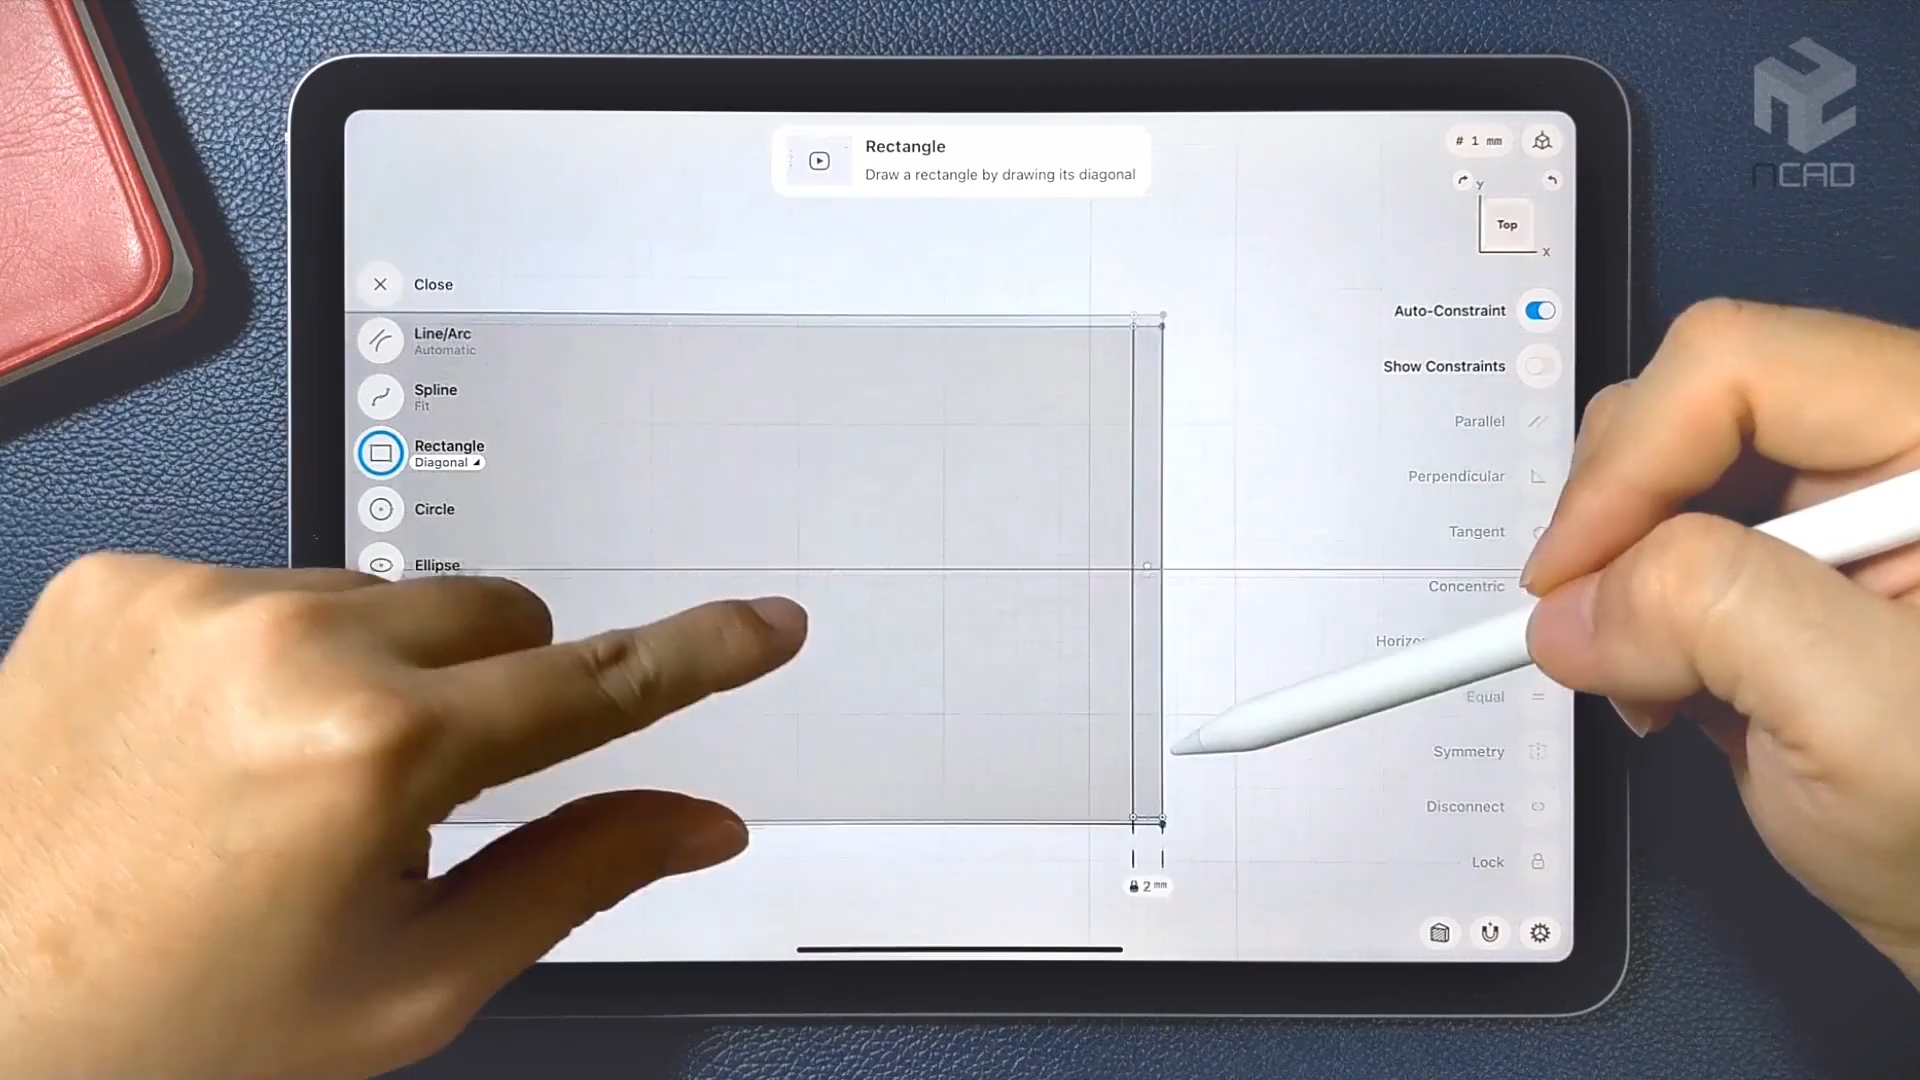 NCAD
Rectangle
Draw a rectangle by drawing its diagonal
# 1 mm
Y
Top
X
Close
Line/Arc
Automatic
Spline
Fit
Rectangle
Diagonal
Circle
Ellipse
Auto-Constraint
Show Constraints
Parallel
Perpendicular
Tangent
Concentric
Equal
Symmetry
Disconnect
Lock
2 mm